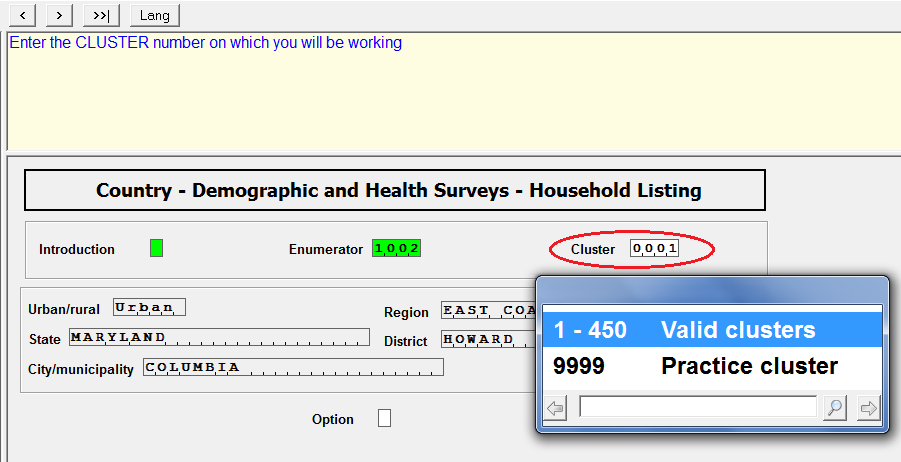 < > >>| Lang
Enter the CLUSTER number on which you will be working
Country - Demographic and Health Surveys - Household Listing
Introduction Enumerator 1002 Cluster 0001
Urban/rural Urban Region EAST COA
State MARYLAND District HOWARD
City/municipality COLUMBIA
Option
1 - 450 Valid clusters
9999 Practice cluster